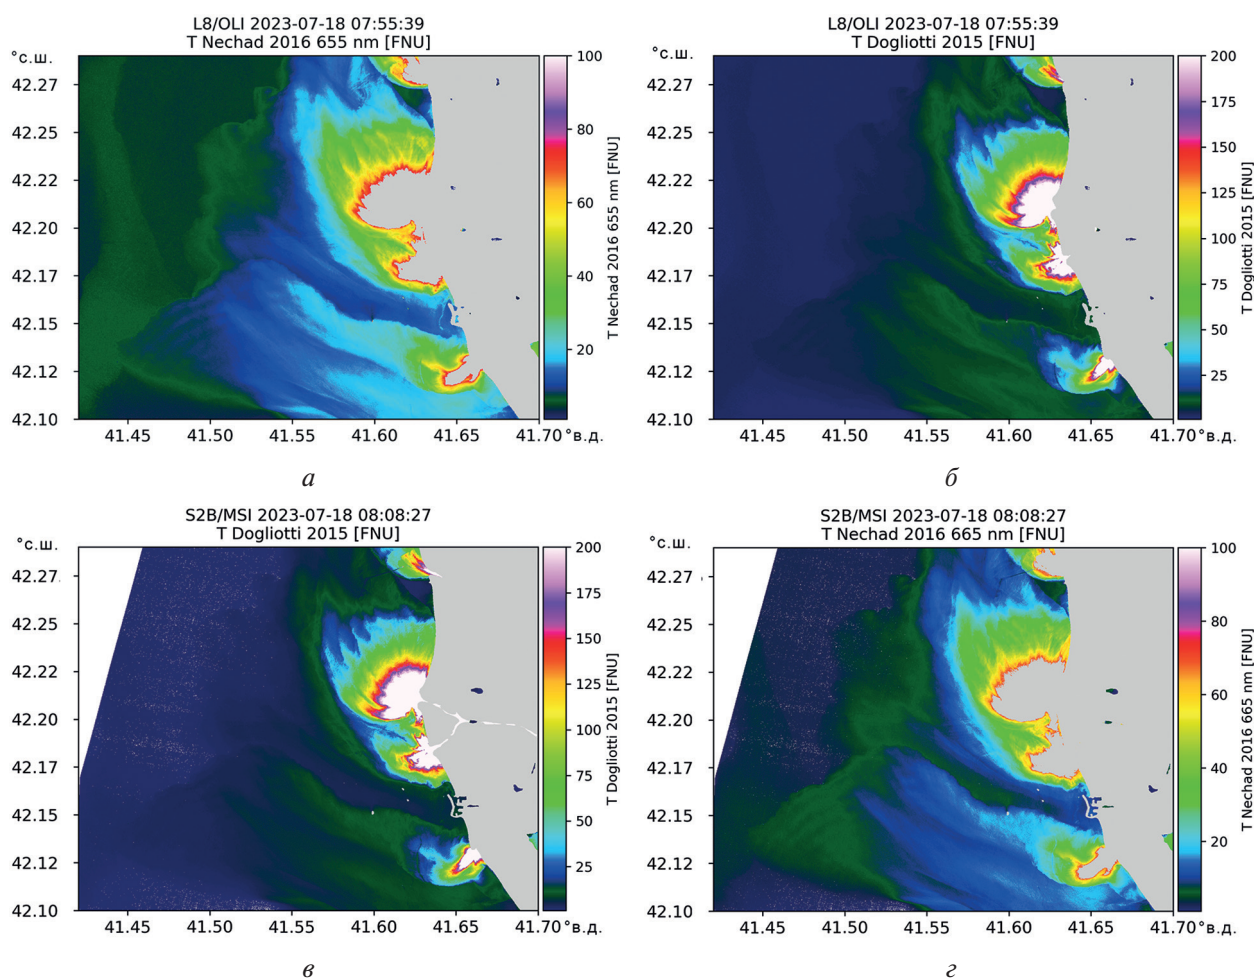 L8/OLI 2023-07-18 07:55:39
T Nechad 2016 655 nm [FNU]
°с.ш.
42.27
42.25
42.22
42.20
42.17
42.15
42.12
42.10
41.45 41.50 41.55 41.60 41.65 41.70 °в.д.
100
80
60
40
20
T Nechad 2016 655 nm [FNU]
а
L8/OLI 2023-07-18 07:55:39
T Dogliotti 2015 [FNU]
°с.ш.
42.27
42.25
42.22
42.20
42.17
42.15
42.12
42.10
41.45 41.50 41.55 41.60 41.65 41.70 °в.д.
200
175
150
125
100
75
50
25
T Dogliotti 2015 [FNU]
б
S2B/MSI 2023-07-18 08:08:27
T Dogliotti 2015 [FNU]
°с.ш.
42.27
42.25
42.22
42.20
42.17
42.15
42.12
42.10
41.45 41.50 41.55 41.60 41.65 41.70 °в.д.
200
175
150
125
100
75
50
25
T Dogliotti 2015 [FNU]
в
S2B/MSI 2023-07-18 08:08:27
T Nechad 2016 665 nm [FNU]
°с.ш.
42.27
42.25
42.22
42.20
42.17
42.15
42.12
42.10
41.45 41.50 41.55 41.60 41.65 41.70 °в.д.
100
80
60
40
20
T Nechad 2016 665 nm [FNU]
г